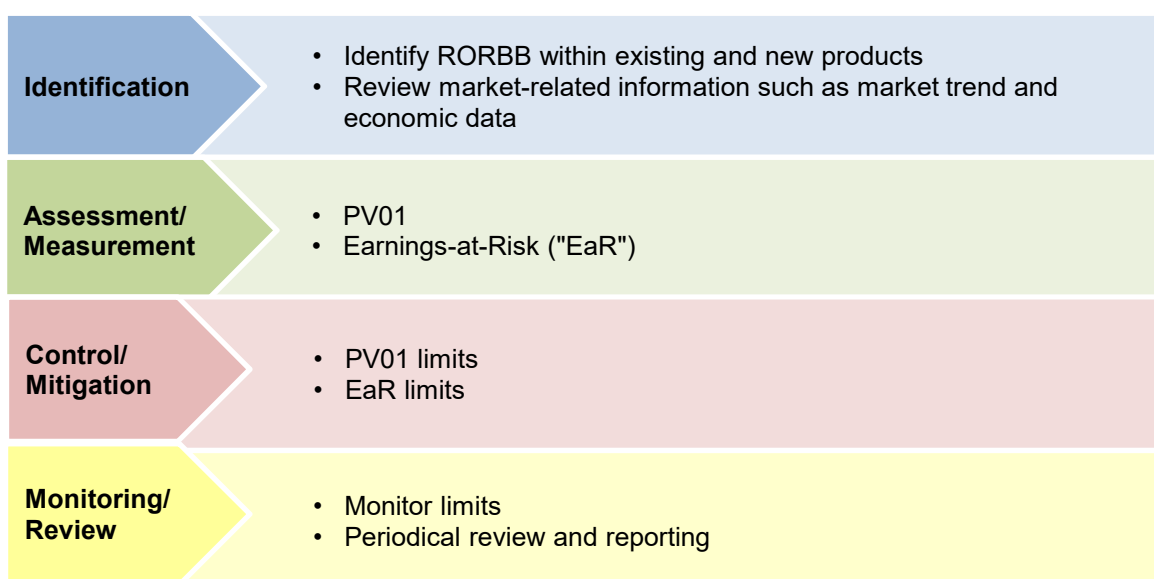 Identification
• Identify RORBB within existing and new products
• Review market-related information such as market trend and
economic data
Assessment/
Measurement
• PV01
• Earnings-at-Risk ("EaR")
Control/
Mitigation
• PV01 limits
• EaR limits
Monitoring/
Review
• Monitor limits
• Periodical review and reporting